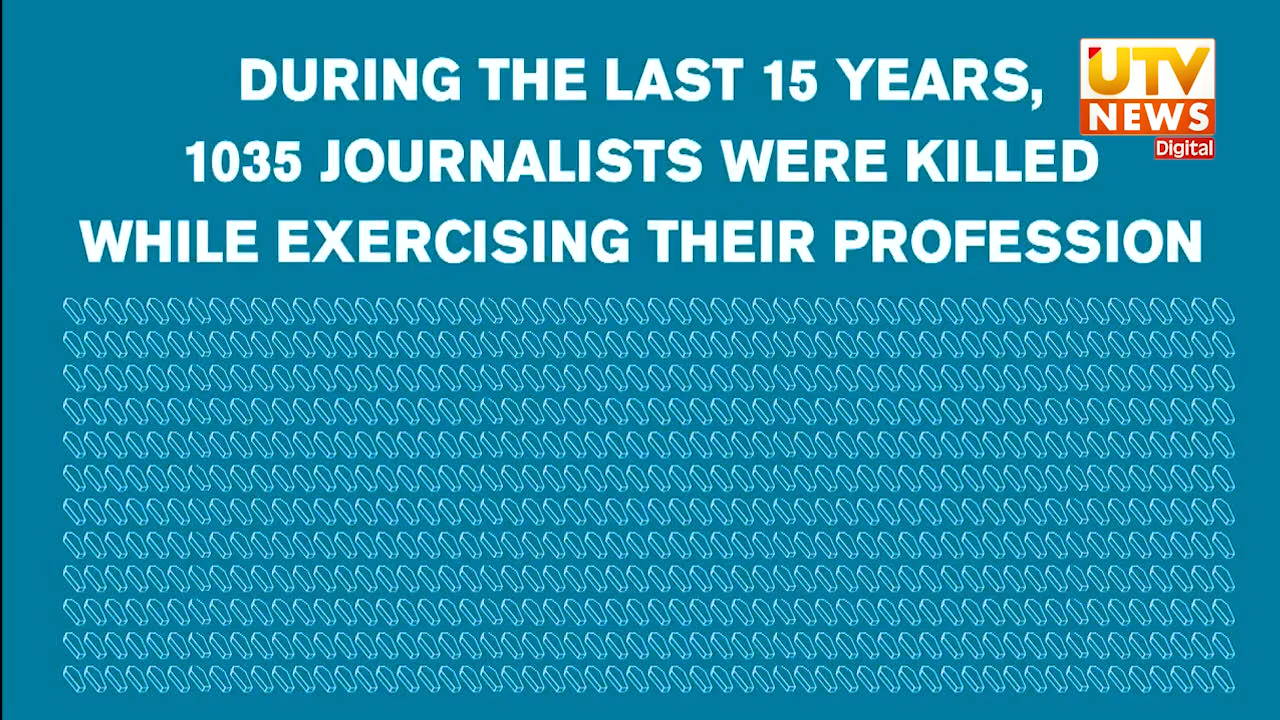 DURING THE LAST 15 YEARS,
1035 JOURNALISTS WERE KILLED
WHILE EXERCISING THEIR PROFESSION
UTV
NEWS
Digital